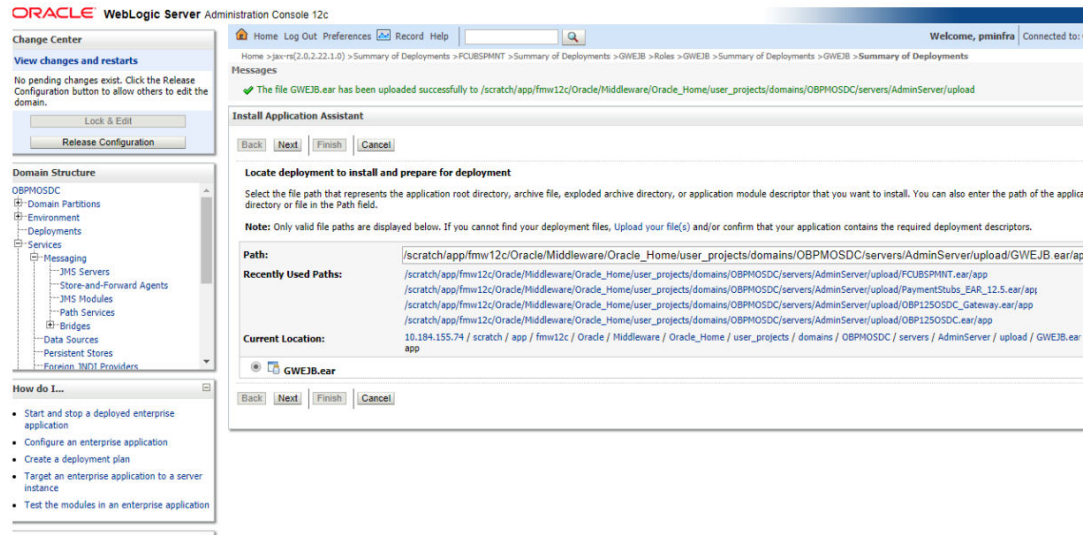 ORACLE WebLogic Server Administration Console 12c
Change Center
View changes and restarts
No pending changes exist. Click the Release
Configuration button to allow others to edit the
domain.
Lock & Edit
Release Configuration
Domain Structure
OBPMOSDC
Domain Partitions
Environment
Deployments
Services
Messaging
JMS Servers
Store-and-Forward Agents
JMS Modules
Path Services
Bridges
Data Sources
Persistent Stores
Foreign JNDI Providers
How do I...
Start and stop a deployed enterprise
application
Configure an enterprise application
Create a deployment plan
Target an enterprise application to a server
instance
Test the modules in an enterprise application
Home Log Out Preferences Record Help
Welcome, pminfra Connected to:
Home >jax-rs(2.0,2.22.1.0) >Summary of Deployments >FCUBSPMNT >Summary of Deployments >GWEJB >Roles >GWEJB >Summary of Deployments >GWEJB >Summary of Deployments
Messages
The file GWEJB.ear has been uploaded successfully to /scratch/app/fmw12c/Oracle/Middleware/Oracle_Home/user_projects/domains/OBPMOSDC/servers/AdminServer/upload
Install Application Assistant
Back Next Finish Cancel
Locate deployment to install and prepare for deployment
Select the file path that represents the application root directory, archive file, exploded archive directory, or application module descriptor that you want to install. You can also enter the path of the applica
directory or file in the Path field.
Note: Only valid file paths are displayed below. If you cannot find your deployment files, Upload your file(s) and/or confirm that your application contains the required deployment descriptors.
Path: /scratch/app/fmw12c/Oracle/Middleware/Oracle_Home/user_projects/domains/OBPMOSDC/servers/AdminServer/upload/GWEJB.ear/ap
Recently Used Paths: /scratch/app/fmw12c/Oracle/Middleware/Oracle_Home/user_projects/domains/OBPMOSDC/servers/AdminServer/upload/FCUBSPMNT.ear/app
/scratch/app/fmw12c/Oracle/Middleware/Oracle_Home/user_projects/domains/OBPMOSDC/servers/AdminServer/upload/PaymentStubs_EAR_12.5.ear/app
/scratch/app/fmw12c/Oracle/Middleware/Oracle_Home/user_projects/domains/OBPMOSDC/servers/AdminServer/upload/OBP125OSDC_Gateway.ear/app
/scratch/app/fmw12c/Oracle/Middleware/Oracle_Home/user_projects/domains/OBPMOSDC/servers/AdminServer/upload/OBP125OSDC.ear/app
Current Location: 10.184.155.74 / scratch / app / fmw12c / Oracle / Middleware / Oracle_Home / user_projects / domains / OBPMOSDC / servers / AdminServer / upload / GWEJB.ear
app
GWEJB.ear
Back Next Finish Cancel